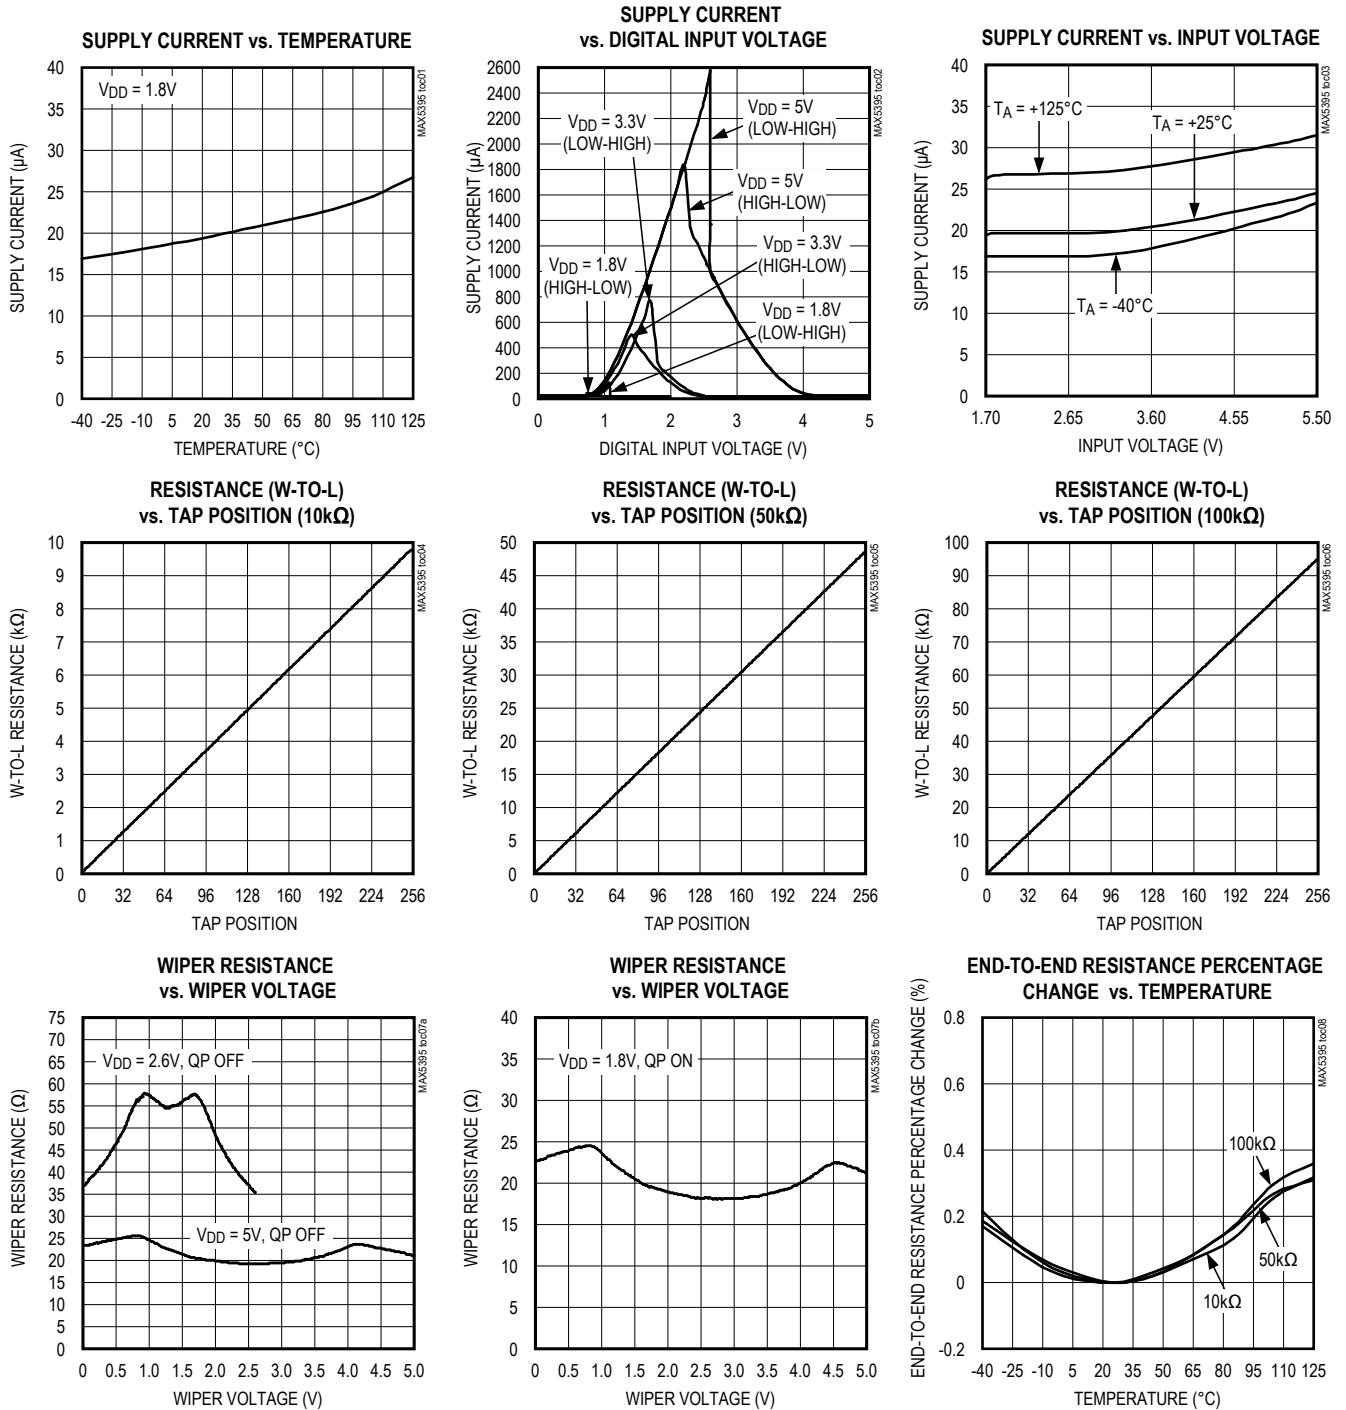 SUPPLY CURRENT vs. TEMPERATURE
MAX5395 toc01
VDD = 1.8V
SUPPLY CURRENT (µA)
40
35
30
25
20
15
10
5
0
-40 -25 -10 5 20 35 50 65 80 95 110 125
TEMPERATURE (°C)
SUPPLY CURRENT
vs. DIGITAL INPUT VOLTAGE
MAX5395 toc02
SUPPLY CURRENT (µA)
2600
2400
2200
2000
1800
1600
1400
1200
1000
800
600
400
200
0
VDD = 5V
(LOW-HIGH)
VDD = 3.3V
(LOW-HIGH)
VDD = 5V
(HIGH-LOW)
VDD = 3.3V
(HIGH-LOW)
VDD = 1.8V
(HIGH-LOW)
VDD = 1.8V
(LOW-HIGH)
0 1 2 3 4 5
DIGITAL INPUT VOLTAGE (V)
SUPPLY CURRENT vs. INPUT VOLTAGE
MAX5395 toc03
SUPPLY CURRENT (µA)
40
35
30
25
20
15
10
5
0
TA = +125°C
TA = +25°C
TA = -40°C
1.70 2.65 3.60 4.55 5.50
INPUT VOLTAGE (V)
RESISTANCE (W-TO-L)
vs. TAP POSITION (10kΩ)
MAX5395 toc04
W-TO-L RESISTANCE (kΩ)
10
9
8
7
6
5
4
3
2
1
0
0 32 64 96 128 160 192 224 256
TAP POSITION
RESISTANCE (W-TO-L)
vs. TAP POSITION (50kΩ)
MAX5395 toc05
W-TO-L RESISTANCE (kΩ)
50
45
40
35
30
25
20
15
10
5
0
0 32 64 96 128 160 192 224 256
TAP POSITION
RESISTANCE (W-TO-L)
vs. TAP POSITION (100kΩ)
MAX5395 toc06
W-TO-L RESISTANCE (kΩ)
100
90
80
70
60
50
40
30
20
10
0
0 32 64 96 128 160 192 224 256
TAP POSITION
WIPER RESISTANCE
vs. WIPER VOLTAGE
MAX5395 toc07a
WIPER RESISTANCE (Ω)
75
70
65
60
55
50
45
40
35
30
25
20
15
10
5
0
VDD = 2.6V, QP OFF
VDD = 5V, QP OFF
0 0.5 1.0 1.5 2.0 2.5 3.0 3.5 4.0 4.5 5.0
WIPER VOLTAGE (V)
WIPER RESISTANCE
vs. WIPER VOLTAGE
MAX5395 toc07b
WIPER RESISTANCE (Ω)
40
35
30
25
20
15
10
5
0
VDD = 1.8V, QP ON
0 0.5 1.0 1.5 2.0 2.5 3.0 3.5 4.0 4.5 5.0
WIPER VOLTAGE (V)
END-TO-END RESISTANCE PERCENTAGE
CHANGE vs. TEMPERATURE
MAX5395 toc08
END-TO-END RESISTANCE PERCENTAGE CHANGE (%)
0.8
0.6
0.4
0.2
0
-0.2
100kΩ
50kΩ
10kΩ
-40 -25 -10 5 20 35 50 65 80 95 110 125
TEMPERATURE (°C)